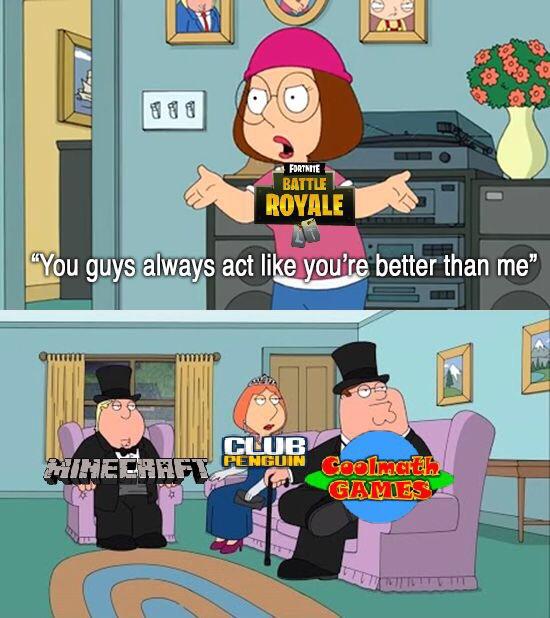 FORTNITE
BATTLE
ROYALE
“You guys always act like you’re better than me”
MINECRAFT
CLUB
PENGUIN
Coolmath
GAMES